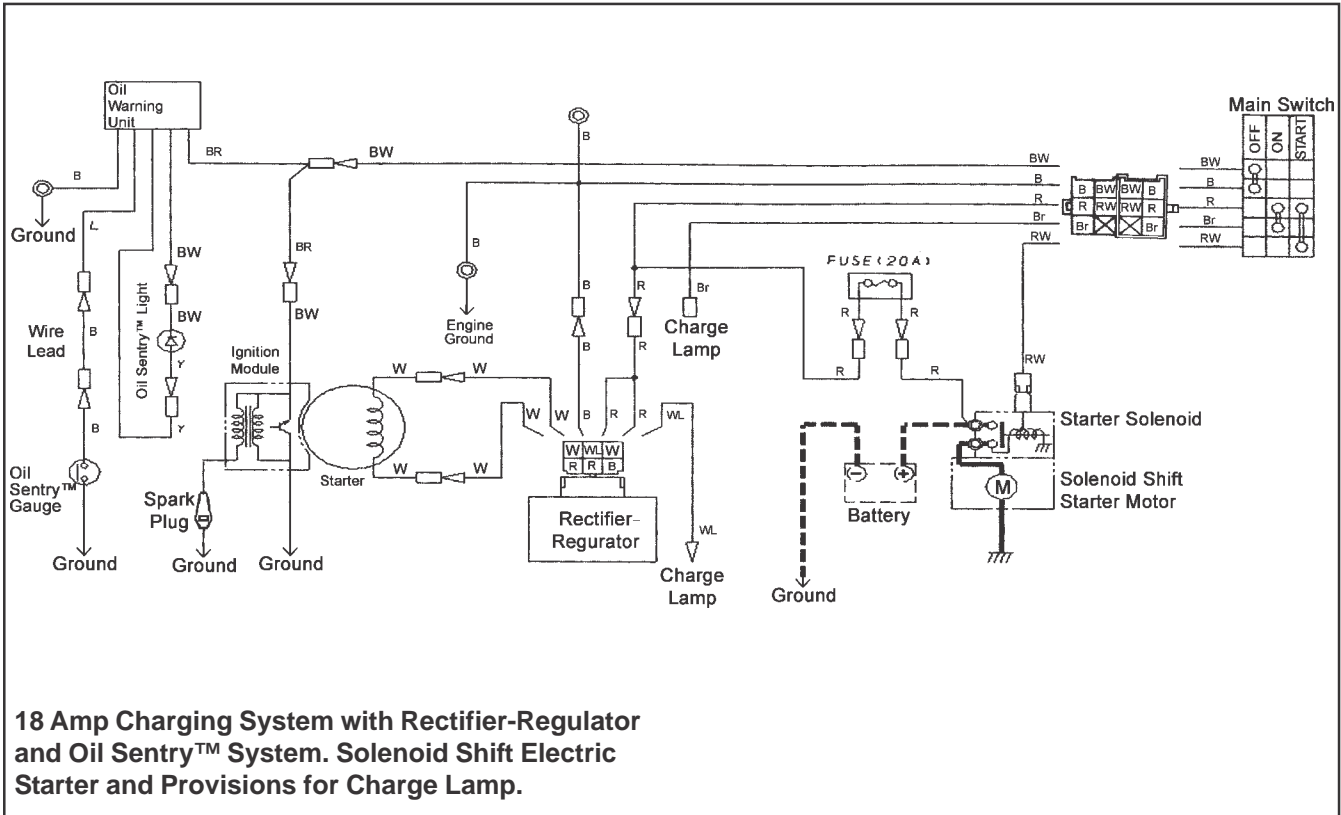 Oil
Warning
Unit
Main Switch
OFF
ON
START
BR
BW
BW
BW
B
B
B
B
R
R
Br
Br
RW
RW
B BW BW B
R RW RW R
Br Br
B
Ground
L
BW
BR
B
FUSE (20A)
R
R
R
R
Br
Charge
Lamp
Engine
Ground
B
R
BW
BW
Wire
Lead
B
Oil Sentry™ Light
Y
Y
Ignition
Module
W
W
W
W
W
W
B
R
B
R
R
WL
RW
Starter Solenoid
B
W WL W
R R B
Starter
Oil
Sentry™
Gauge
Spark
Plug
Rectifier-
Regurator
WL
Battery
M
Solenoid Shift
Starter Motor
Ground
Ground
Ground
Charge
Lamp
Ground
18 Amp Charging System with Rectifier-Regulator
and Oil Sentry™ System. Solenoid Shift Electric
Starter and Provisions for Charge Lamp.